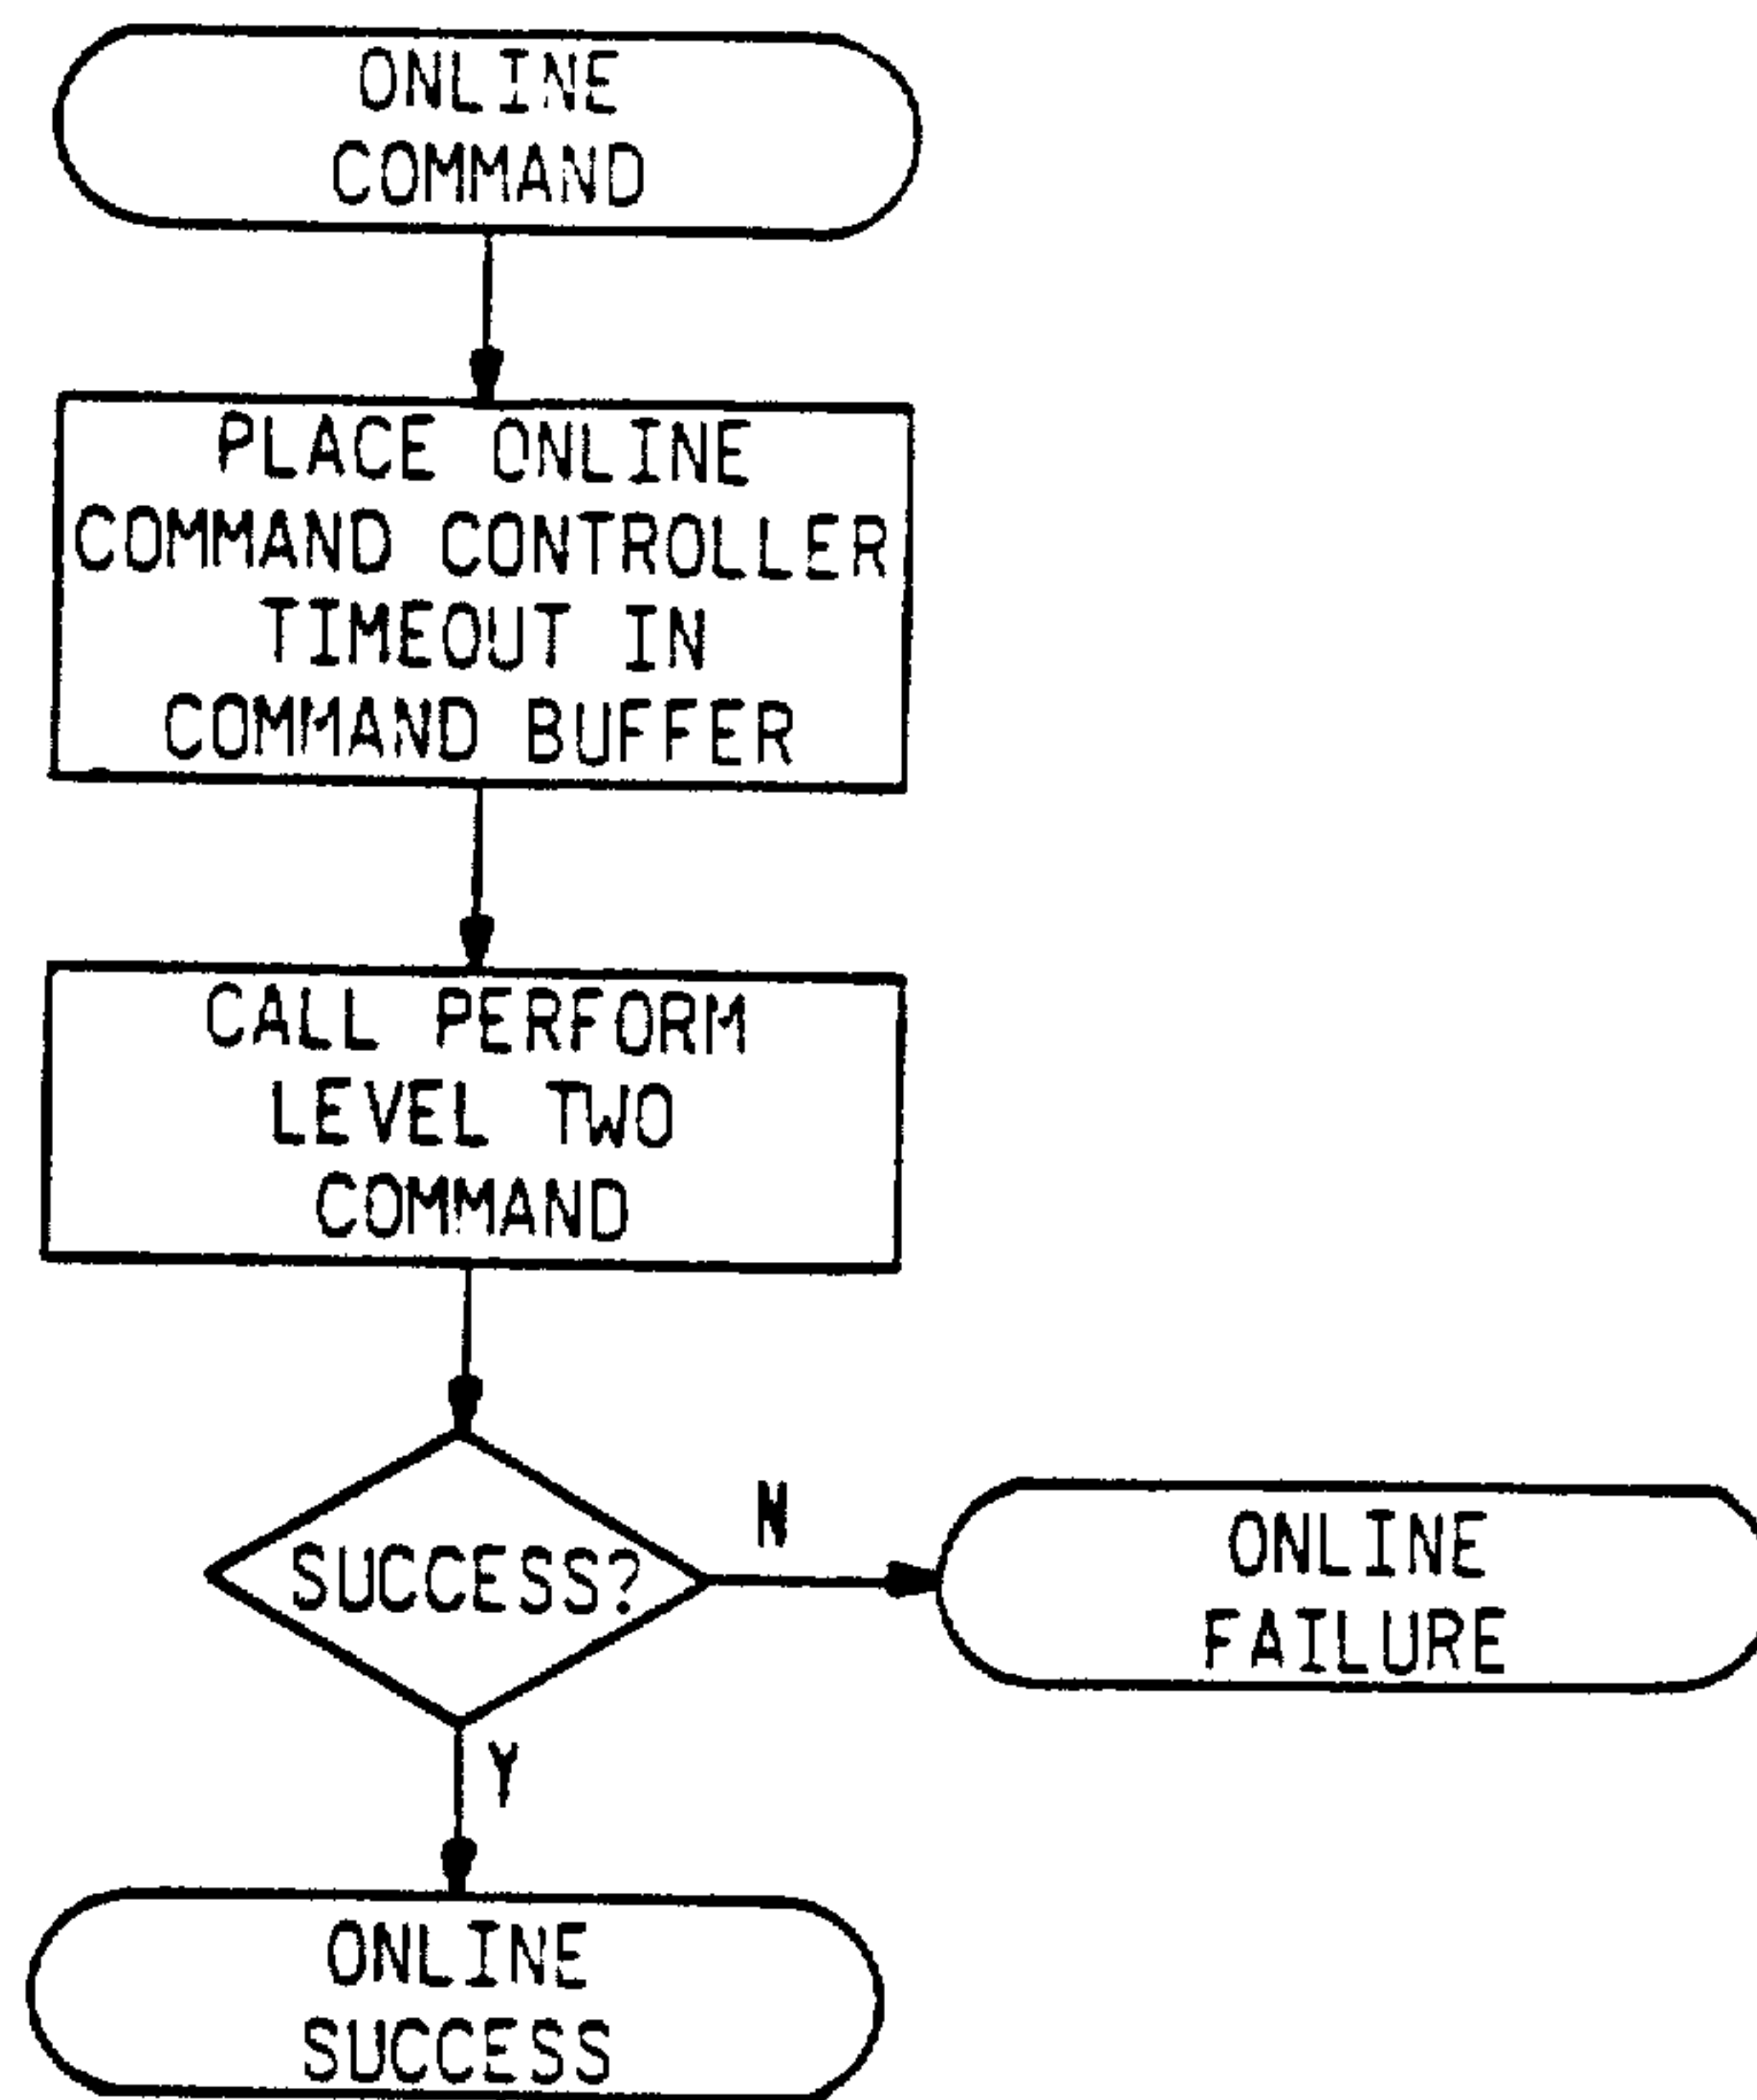 ONLINE
COMMAND
PLACE ONLINE
COMMAND CONTROLLER
TIMEOUT IN
COMMAND BUFFER
CALL PERFORM
LEVEL TWO
COMMAND
SUCCESS?
N
ONLINE
FAILURE
Y
ONLINE
SUCCESS